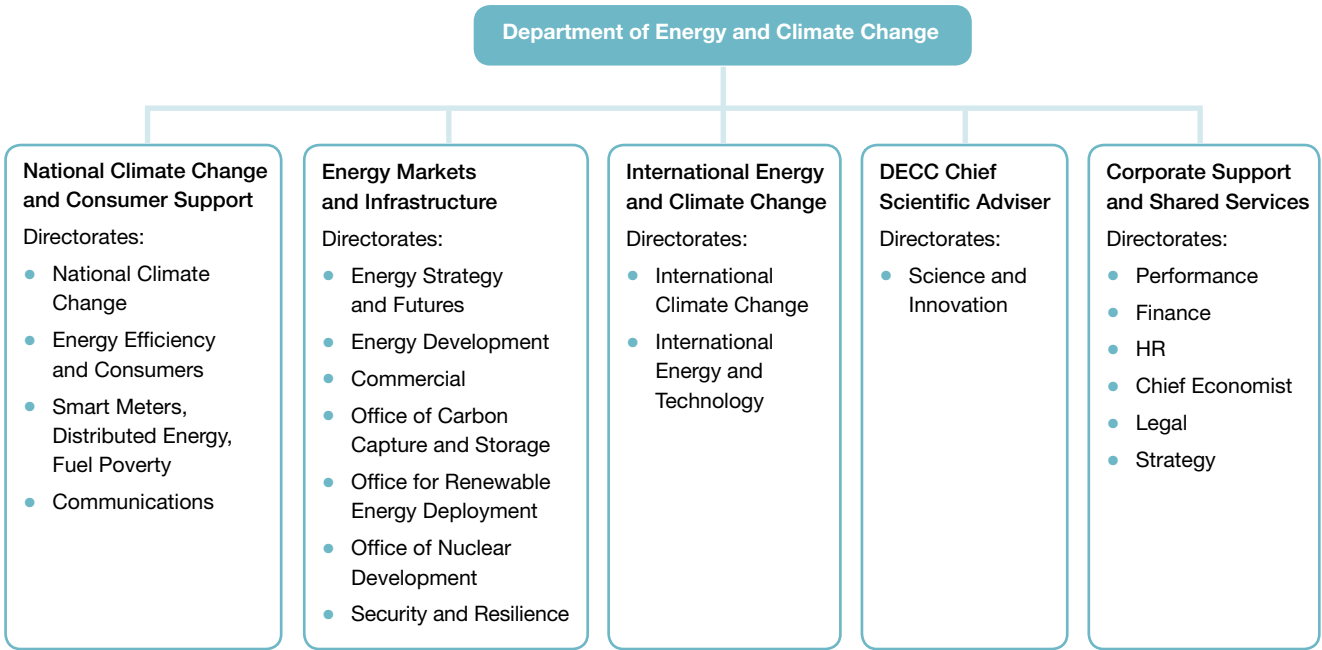 Department of Energy and Climate Change
National Climate Change
and Consumer Support
Directorates:
• National Climate
Change
• Energy Efficiency
and Consumers
• Smart Meters,
Distributed Energy,
Fuel Poverty
• Communications
Energy Markets
and Infrastructure
Directorates:
• Energy Strategy
and Futures
• Energy Development
• Commercial
• Office of Carbon
Capture and Storage
• Office for Renewable
Energy Deployment
• Office of Nuclear
Development
• Security and Resilience
International Energy
and Climate Change
Directorates:
• International
Climate Change
• International
Energy and
Technology
DECC Chief
Scientific Adviser
Directorates:
• Science and
Innovation
Corporate Support
and Shared Services
Directorates:
• Performance
• Finance
• HR
• Chief Economist
• Legal
• Strategy